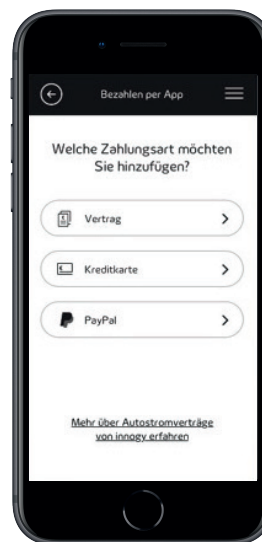 Bezahlen per App
Welche Zahlungsart möchten
Sie hinzufügen?
Vertrag
Kreditkarte
PayPal
Mehr über Autostromverträge
von innogy erfahren